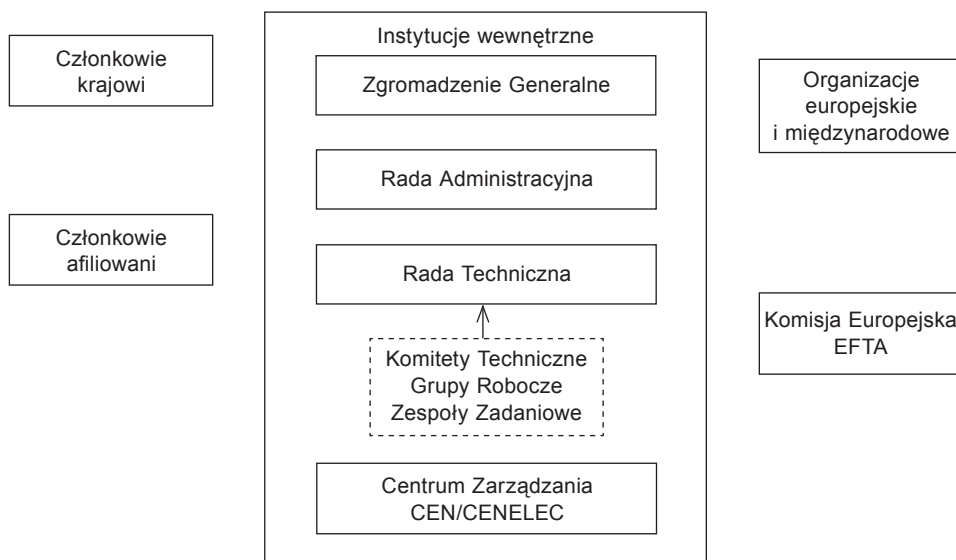 Członkowie
krajowi
Członkowie
afiliowani
Instytucje wewnętrzne
Zgromadzenie Generalne
Rada Administracyjna
Rada Techniczna
Komitety Techniczne
Grupy Robocze
Zespoły Zadaniowe
Centrum Zarządzania
CEN/CENELEC
Organizacje
europejskie
i międzynarodowe
Komisja Europejska
EFTA